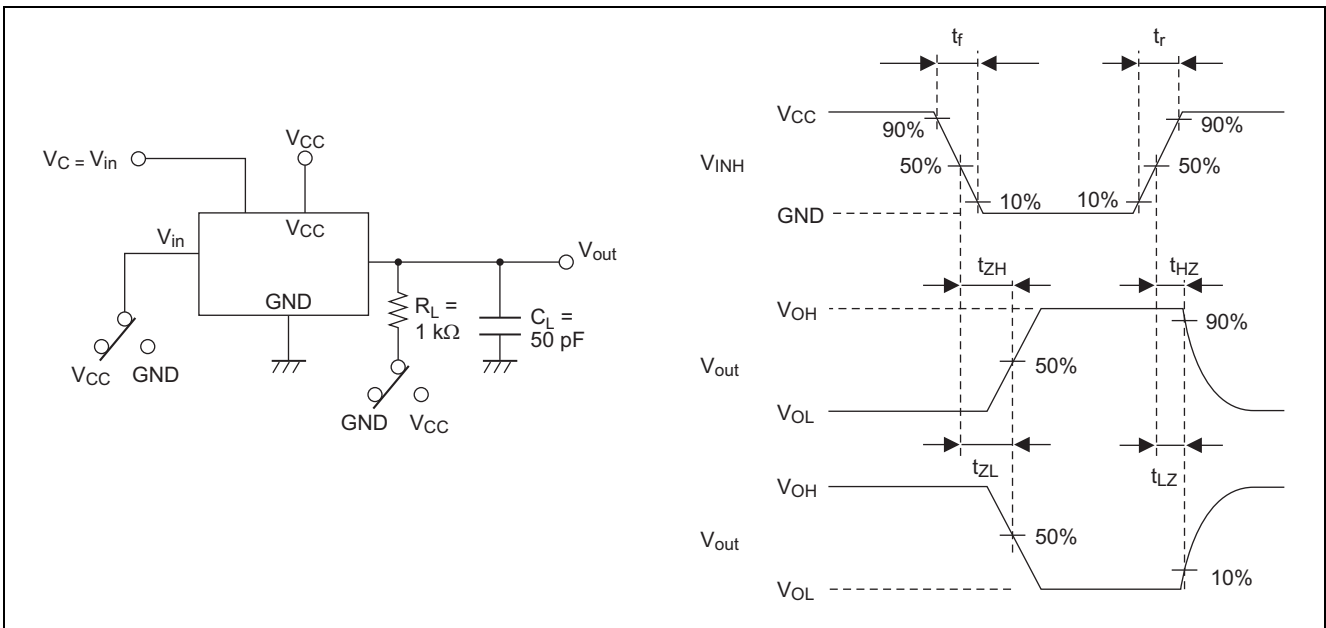 VC = Vin
VCC
VCC
Vin
GND
Vout
RL =
1 kΩ
CL =
50 pF
VCC
GND
GND
VCC
tf
tr
VCC
90%
90%
VINH
50%
50%
10%
10%
GND
tZH
tHZ
VOH
90%
Vout
50%
VOL
tZL
tLZ
VOH
Vout
50%
10%
VOL